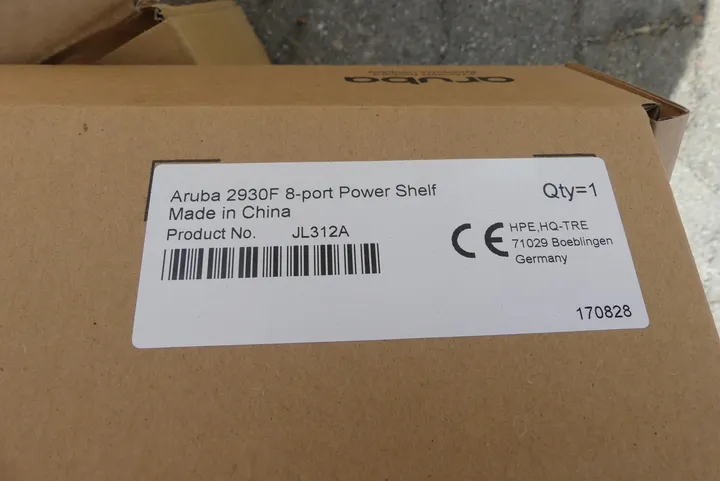 aruba
Aruba 2930F 8-port Power Shelf
Qty=1
Made in China
Product No. JL312A
CE
HPE,HQ-TRE
71029 Boeblingen
Germany
170828